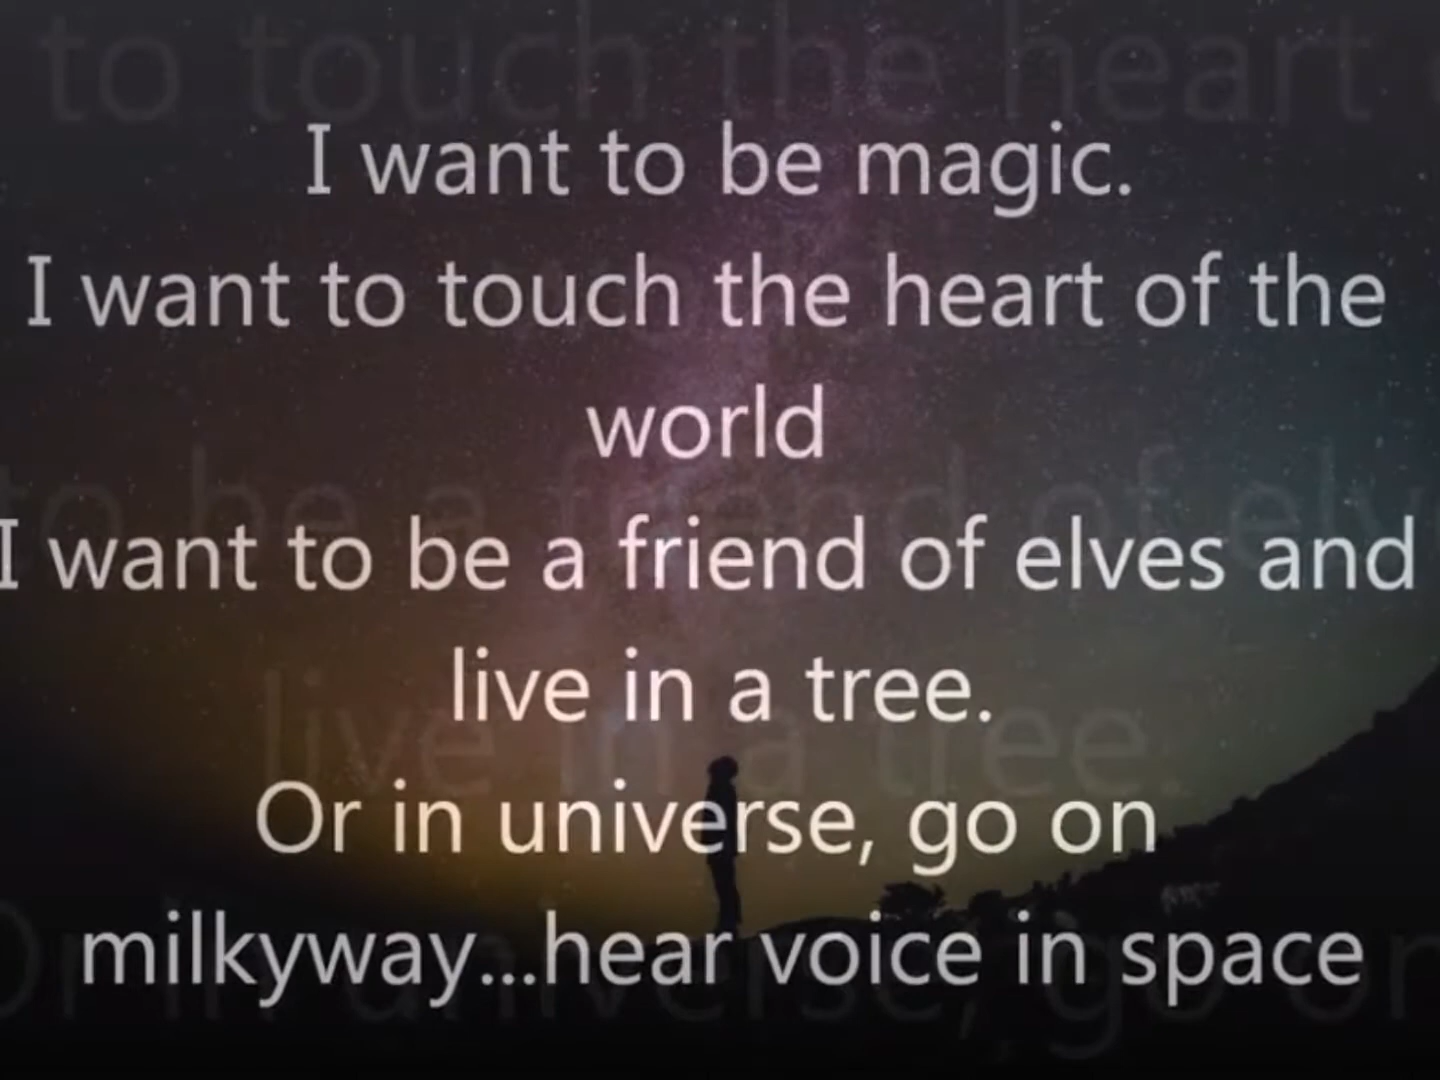 I want to be magic.
I want to touch the heart of the
world
I want to be a friend of elves and
live in a tree.
Or in universe, go on
milkyway...hear voice in space